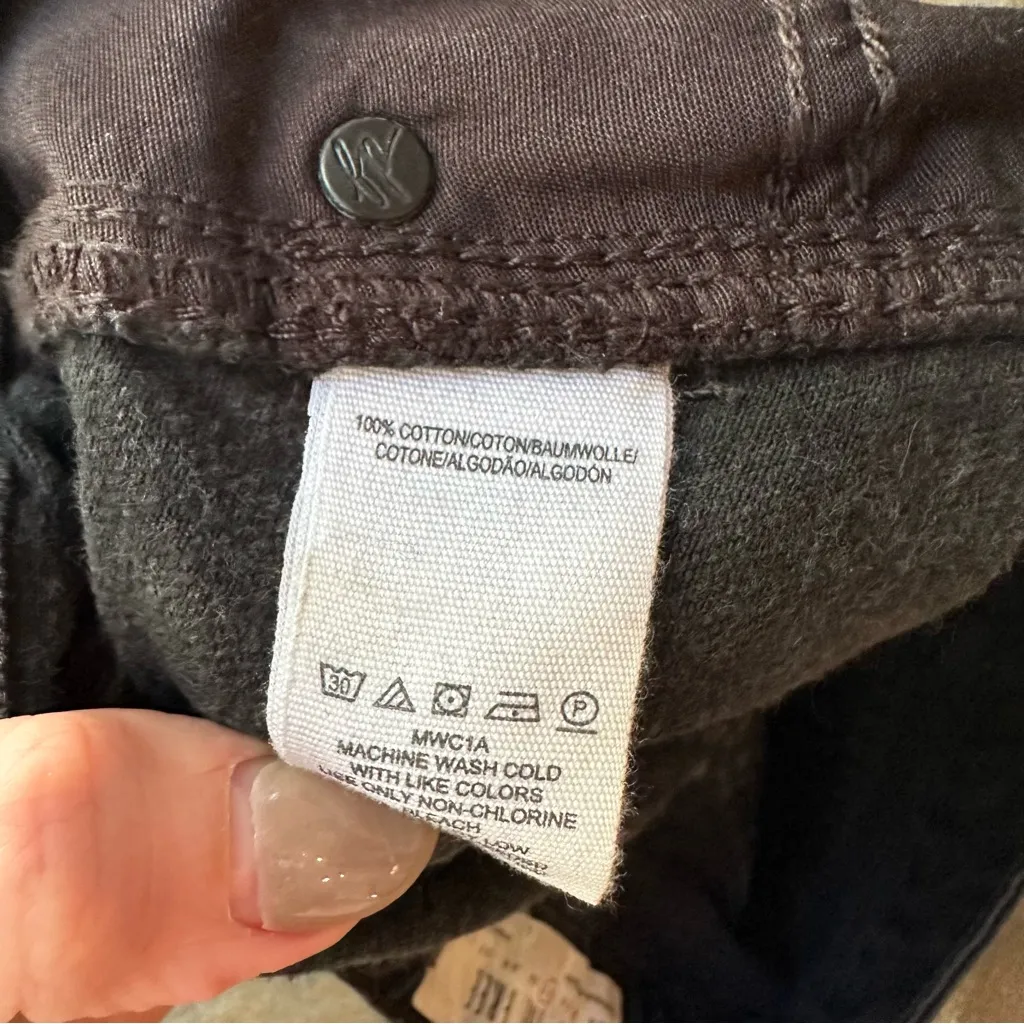 100% COTTON/COTON/BAUMWOLLE/
COTONE/ALGODÃO/ALGODÓN
30
P
MWC1A
MACHINE WASH COLD
WITH LIKE COLORS
USE ONLY NON-CHLORINE
BLEACH
LOW